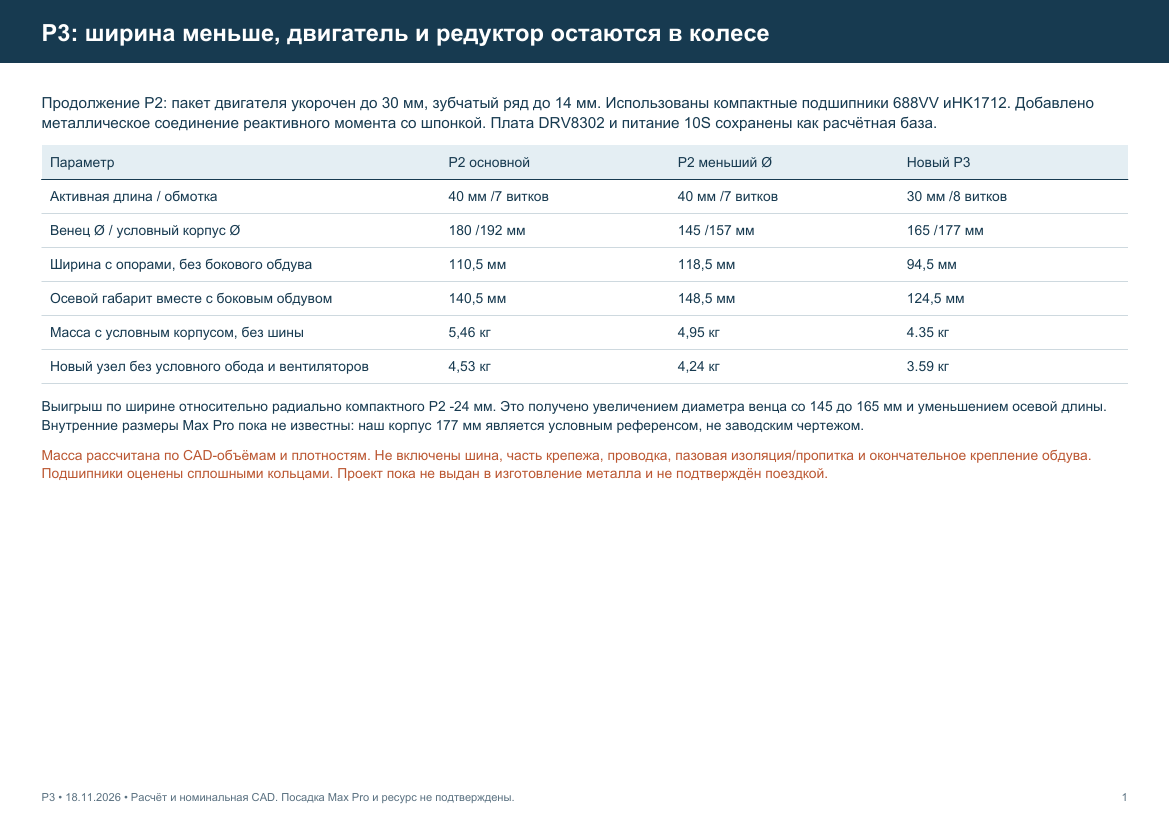 P3: ширина меньше, двигатель и редуктор остаются в колесе
Продолжение P2: пакет двигателя укорочен до 30 мм, зубчатый ряд до 14 мм. Использованы компактные подшипники 688VV иHK1712. Добавлено
металлическое соединение реактивного момента со шпонкой. Плата DRV8302 и питание 10S сохранены как расчётная база.
Параметр P2 основной P2 меньший Ø Новый P3
Активная длина / обмотка 40 мм /7 витков 40 мм /7 витков 30 мм /8 витков
Венец Ø / условный корпус Ø 180 /192 мм 145 /157 мм 165 /177 мм
Ширина с опорами, без бокового обдува 110,5 мм 118,5 мм 94,5 мм
Осевой габарит вместе с боковым обдувом 140,5 мм 148,5 мм 124,5 мм
Масса с условным корпусом, без шины 5,46 кг 4,95 кг 4.35 кг
Новый узел без условного обода и вентиляторов 4,53 кг 4,24 кг 3.59 кг
Выигрыш по ширине относительно радиально компактного P2 -24 мм. Это получено увеличением диаметра венца со 145 до 165 мм и уменьшением осевой длины.
Внутренние размеры Max Pro пока не известны: наш корпус 177 мм является условным референсом, не заводским чертежом.
Масса рассчитана по CAD-объёмам и плотностям. Не включены шина, часть крепежа, проводка, пазовая изоляция/пропитка и окончательное крепление обдува.
Подшипники оценены сплошными кольцами. Проект пока не выдан в изготовление металла и не подтверждён поездкой.
P3 • 18.11.2026 • Расчёт и номинальная CAD. Посадка Max Pro и ресурс не подтверждены. 1